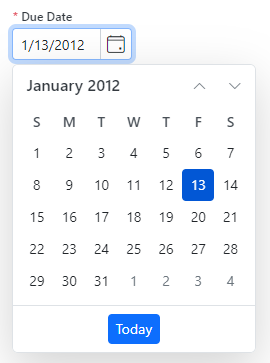 * Due Date
1/13/2012
January 2012
S M T W T F S
1 2 3 4 5 6 7
8 9 10 11 12 13 14
15 16 17 18 19 20 21
22 23 24 25 26 27 28
29 30 31 1 2 3 4
Today